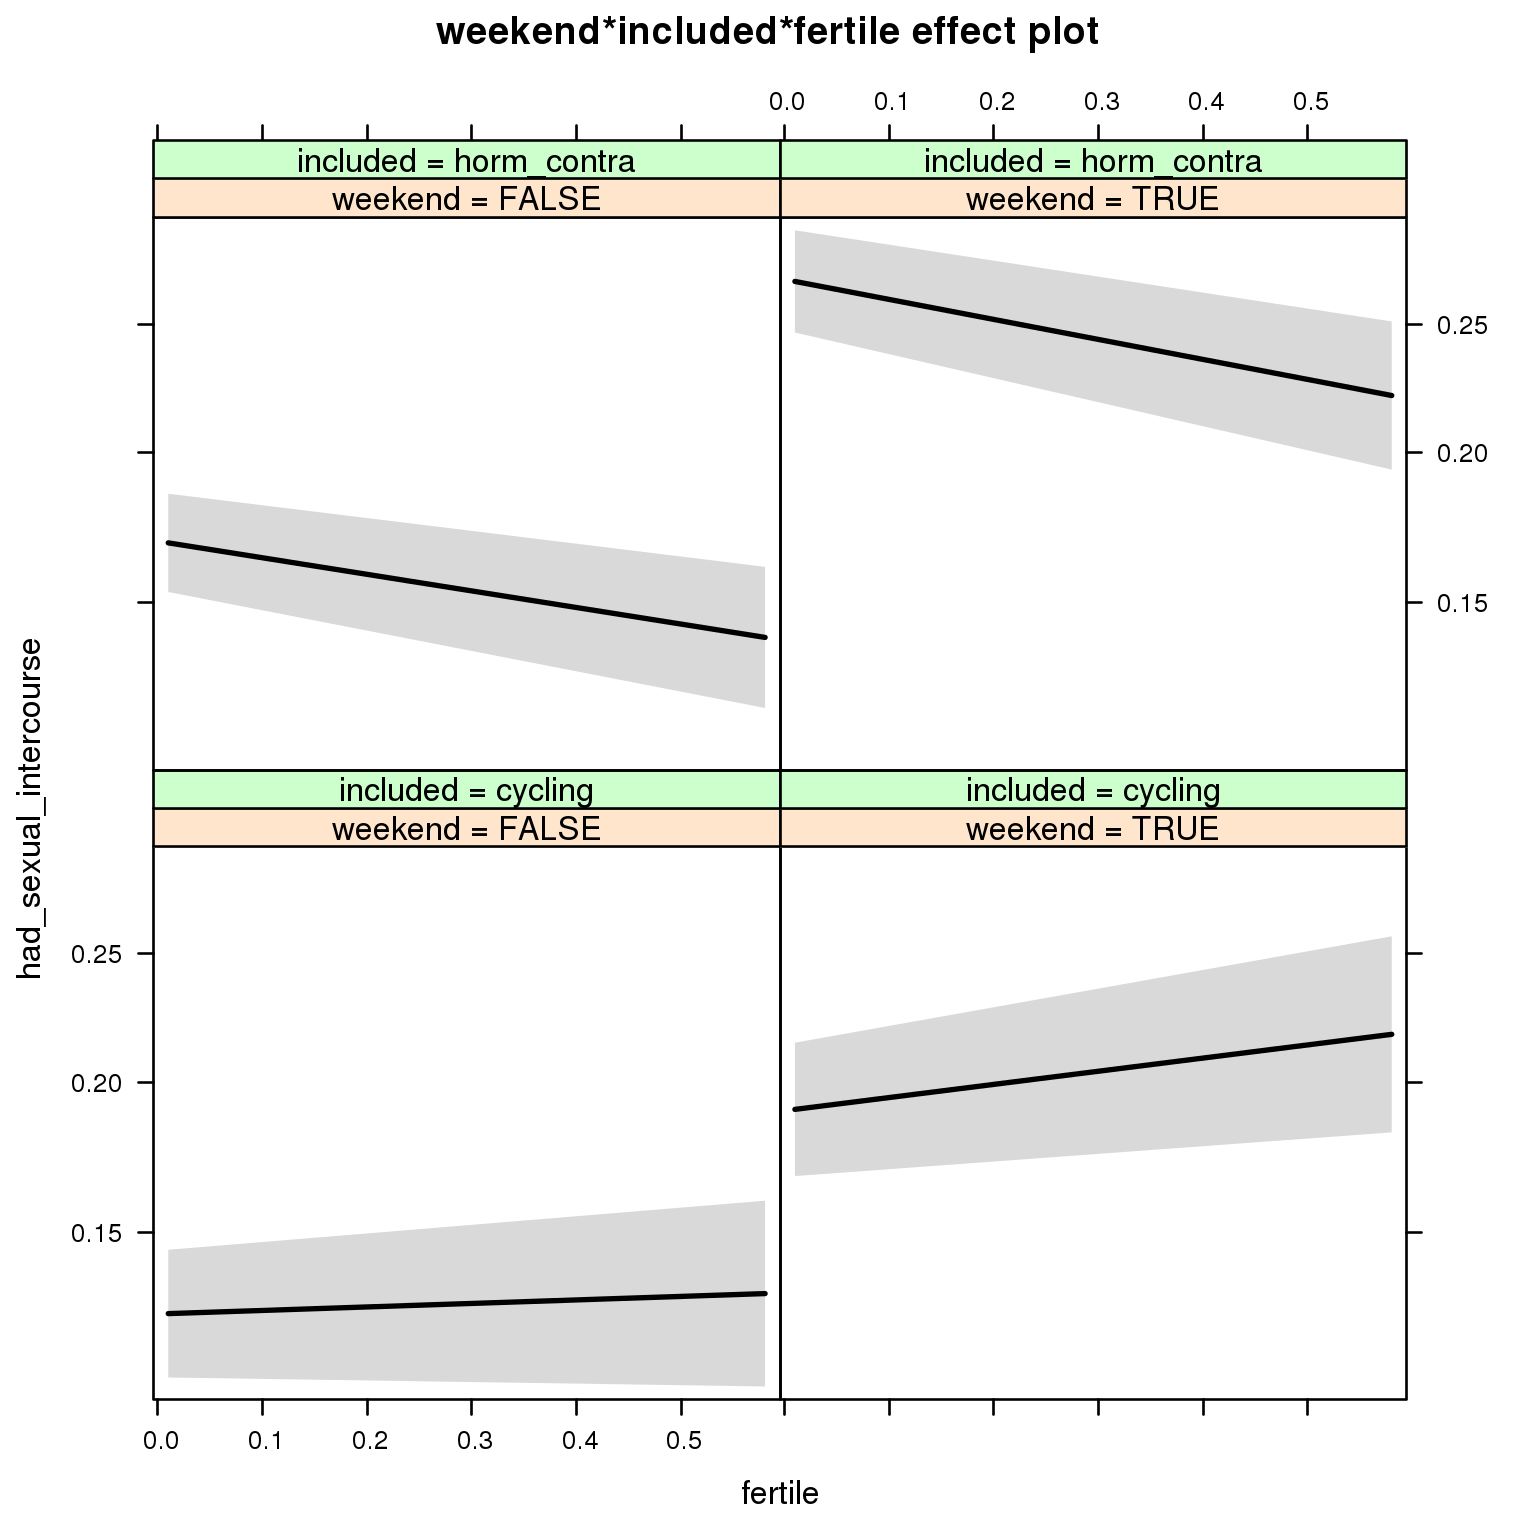 weekend*included*fertile effect plot
0.0 0.1 0.2 0.3 0.4 0.5
included = horm_contra
included = horm_contra
weekend = FALSE
weekend = TRUE
0.25
0.20
0.15
included = cycling
included = cycling
weekend = FALSE
weekend = TRUE
had_sexual_intercourse
0.25
0.20
0.15
0.0 0.1 0.2 0.3 0.4 0.5
fertile